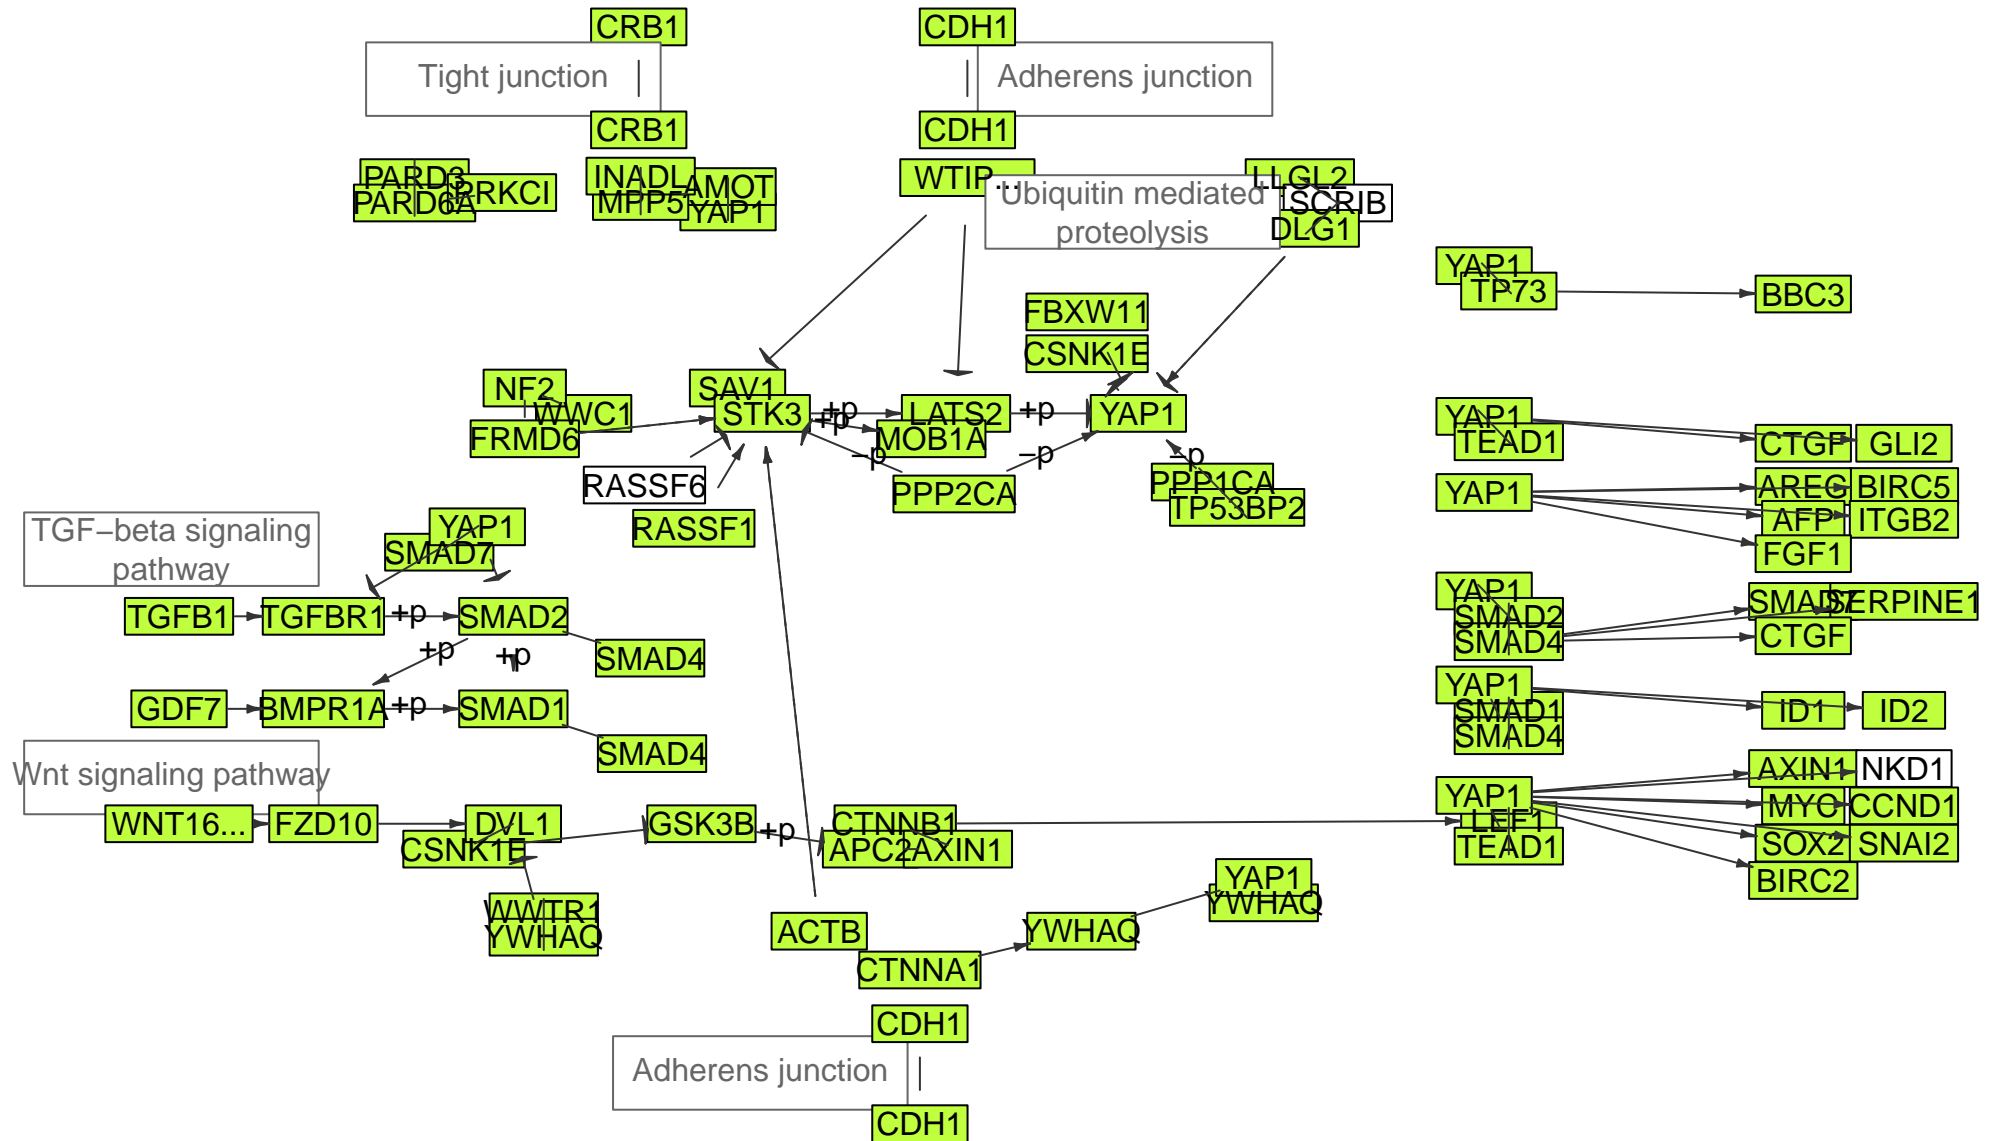 CRB1
CDH1
Tight junction
Adherens junction
CRB1
CDH1
PARD3
PRKCI
PARD6A
INADL
AMOT
MPP5
YAP1
WTIP...
LLGL2
SCRIB
DLG1
Ubiquitin mediated
proteolysis
YAP1
TP73
BBC3
FBXW11
CSNK1E
NF2
WWC1
FRMD6
SAV1
STK3
+p
+p
LATS2
MOB1A
+p
YAP1
−p
−p
−p
PPP2CA
PPP1CA
TP53BP2
RASSF6
RASSF1
YAP1
TEAD1
CTGF
GLI2
YAP1
AREG
BIRC5
AFP
ITGB2
FGF1
TGF−beta signaling
pathway
YAP1
SMAD7
TGFB1
TGFBR1
+p
SMAD2
+p
+p
SMAD4
GDF7
BMPR1A
+p
SMAD1
SMAD4
YAP1
SMAD2
SMAD4
SMAD7
SERPINE1
CTGF
YAP1
SMAD1
SMAD4
ID1
ID2
Wnt signaling pathway
WNT16...
FZD10
DVL1
CSNK1E
GSK3B
+p
CTNNB1
APC2
AXIN1
YAP1
LEF1
TEAD1
AXIN1
NKD1
MYC
CCND1
SOX2
SNAI2
BIRC2
WWTR1
YWHAQ
ACTB
CTNNA1
YWHAQ
YAP1
YWHAQ
CDH1
Adherens junction
CDH1